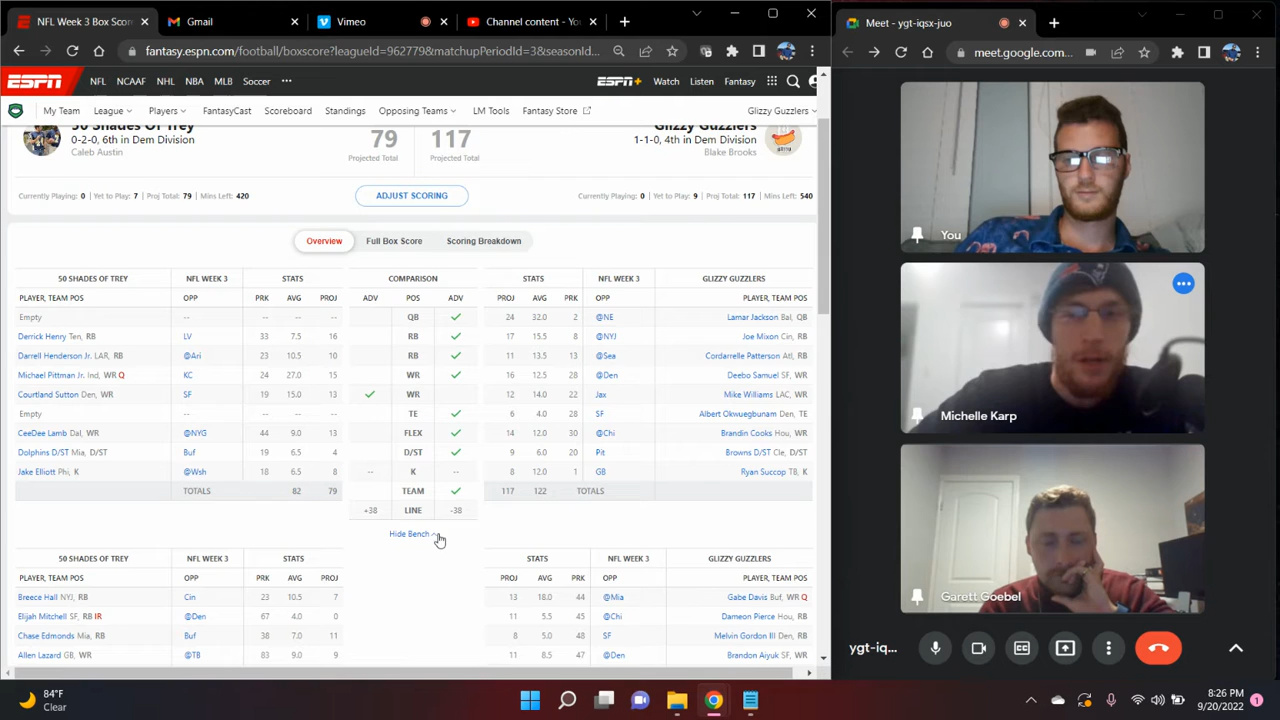 NFL Week 3 Box Scor
Gmail
Vimeo
Channel content - Yo
Meet - ygt-iqsx-juo
fantasy.espn.com/football/boxscore?leagueId=962779&matchupPeriodId=3&seasonI...
meet.google.com...
ESPN
NFL NCAAF NHL NBA MLB Soccer
ESPN+ Watch Listen Fantasy
My Team League Players FantasyCast Scoreboard Standings Opposing Teams LM Tools Fantasy Store Glizzy Guzzlers
50 Shades Of Trey 79 117 Glizzy Guzzlers
0-2-0, 6th in Dem Division 1-1-0, 4th in Dem Division
Caleb Austin Projected Total Projected Total Blake Brooks
Currently Playing: 0 Yet to Play: 7 Proj Total: 79 Mins Left: 420
ADJUST SCORING
Currently Playing: 0 Yet to Play: 9 Proj Total: 117 Mins Left: 540
Overview Full Box Score Scoring Breakdown
50 SHADES OF TREY NFL WEEK 3 STATS COMPARISON STATS NFL WEEK 3 GLIZZY GUZZLERS
PLAYER, TEAM POS OPP PRK AVG PROJ ADV POS ADV PROJ AVG PRK OPP PLAYER, TEAM POS
Empty -- -- -- -- QB 24 32.0 2 @NE Lamar Jackson Bal, QB
Derrick Henry Ten, RB LV 33 7.5 16 RB 17 15.5 8 @NYJ Joe Mixon Cin, RB
Darrell Henderson Jr. LAR, RB @Ari 23 10.5 10 RB 11 13.5 13 @Sea Cordarrelle Patterson Atl, RB
Michael Pittman Jr. Ind, WR Q KC 24 27.0 15 WR 16 12.5 28 @Den Deebo Samuel SF, WR
Courtland Sutton Den, WR SF 19 15.0 13 WR 12 14.0 22 Jax Mike Williams LAC, WR
Empty -- -- -- -- TE 6 4.0 28 SF Albert Okwuegbunam Den, TE
CeeDee Lamb Dal, WR @NYG 44 9.0 13 FLEX 14 12.0 30 @Chi Brandin Cooks Hou, WR
Dolphins D/ST Mia, D/ST Buf 19 6.5 4 D/ST 9 6.0 20 Pit Browns D/ST Cle, D/ST
Jake Elliott Phi, K @Wsh 18 6.5 8 -- K -- 8 12.0 1 GB Ryan Succop TB, K
TOTALS 82 79 TEAM 117 122 TOTALS
+38 LINE -38
Hide Bench
50 SHADES OF TREY NFL WEEK 3 STATS STATS NFL WEEK 3 GLIZZY GUZZLERS
PLAYER, TEAM POS OPP PRK AVG PROJ PROJ AVG PRK OPP PLAYER, TEAM POS
Breece Hall NYJ, RB Cin 23 10.5 7 13 18.0 44 @Mia Gabe Davis Buf, WR Q
Elijah Mitchell SF, RB IR @Den 67 4.0 0 11 5.5 45 @Chi Dameon Pierce Hou, RB
Chase Edmonds Mia, RB Buf 38 7.0 11 11 5.0 48 SF Melvin Gordon III Den, RB
Allen Lazard GB, WR @TB 83 9.0 9 11 8.5 47 @Den Brandon Aiyuk SF, WR
You
Michelle Karp
Garett Goebel
ygt-iq...
84°F
Clear
8:26 PM
9/20/2022
1